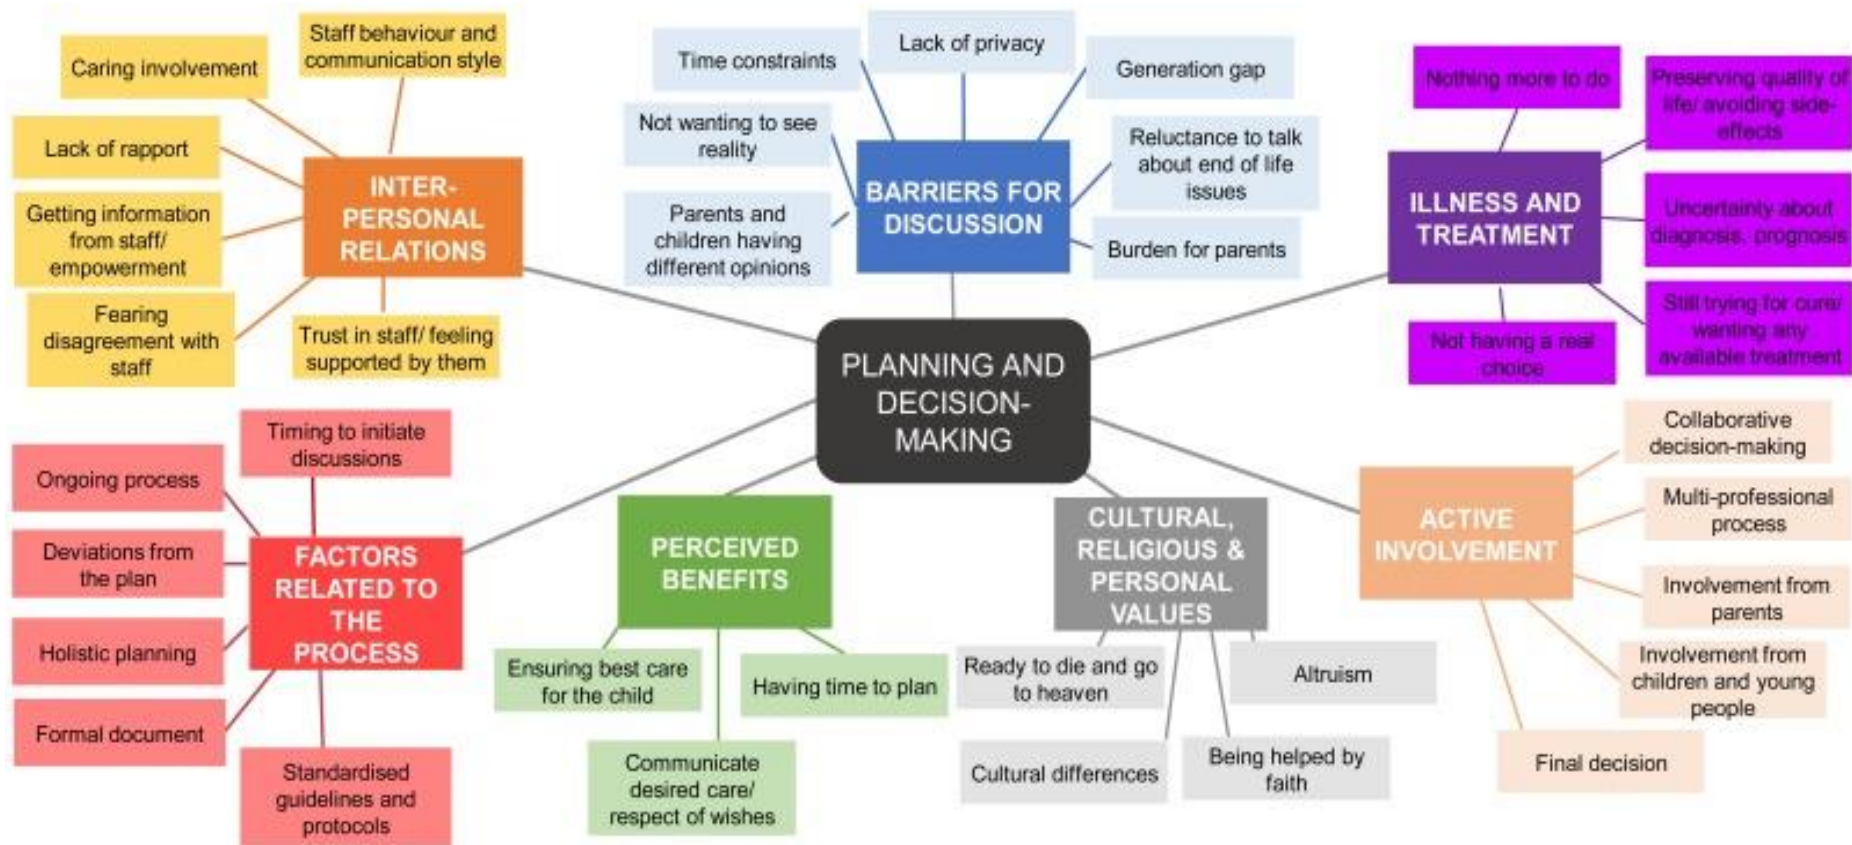 Caring involvement
Staff behaviour and
communication style
Lack of rapport
Getting information
from staff/
empowerment
Fearing
disagreement with
staff
Trust in staff/ feeling
supported by them
INTER-
PERSONAL
RELATIONS
Time constraints
Lack of privacy
Generation gap
Not wanting to see
reality
Reluctance to talk
about end of life
issues
Parents and
children having
different opinions
Burden for parents
BARRIERS FOR
DISCUSSION
Nothing more to do
Preserving quality of
life/ avoiding side-
effects
Uncertainty about
diagnosis, prognosis
Still trying for cure/
wanting any
available treatment
Not having a real
choice
ILLNESS AND
TREATMENT
PLANNING AND
DECISION-
MAKING
Timing to initiate
discussions
Ongoing process
Deviations from
the plan
Holistic planning
Formal document
Standardised
guidelines and
protocols
FACTORS
RELATED TO
THE
PROCESS
PERCEIVED
BENEFITS
Ensuring best care
for the child
Having time to plan
Communicate
desired care/
respect of wishes
CULTURAL,
RELIGIOUS &
PERSONAL
VALUES
Ready to die and go
to heaven
Altruism
Cultural differences
Being helped by
faith
ACTIVE
INVOLVEMENT
Collaborative
decision-making
Multi-professional
process
Involvement from
parents
Involvement from
children and young
people
Final decision